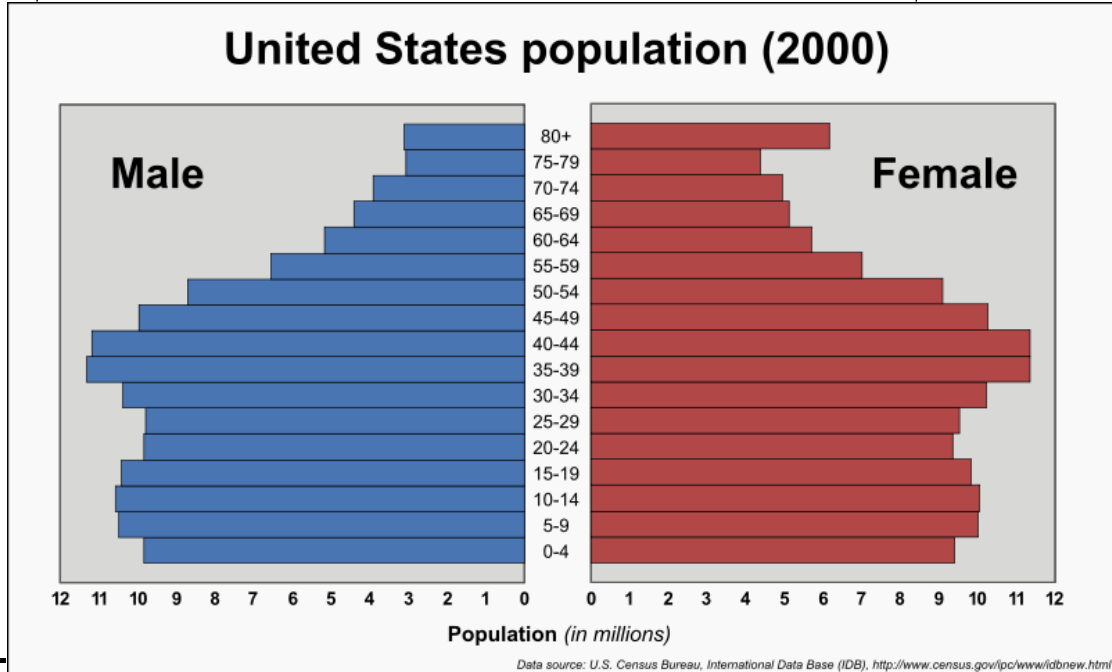 United States population (2000)
Male
Female
80+
75-79
70-74
65-69
60-64
55-59
50-54
45-49
40-44
35-39
30-34
25-29
20-24
15-19
10-14
5-9
0-4
12 11 10 9 8 7 6 5 4 3 2 1 0
0 1 2 3 4 5 6 7 8 9 10 11 12
Population (in millions)
Data source: U.S. Census Bureau, International Data Base (IDB), http://www.census.gov/ipc/www/idbnew.html